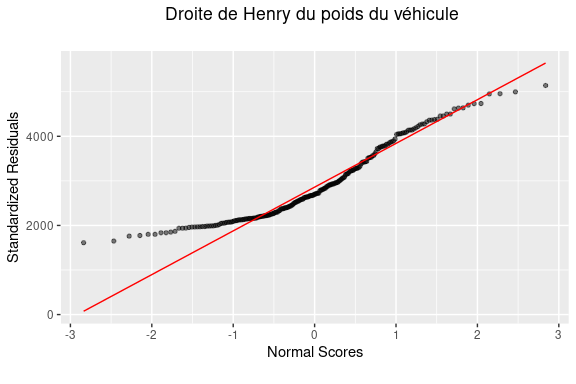 Droite de Henry du poids du véhicule
Standardized Residuals
4000
2000
0
-3 -2 -1 0 1 2 3
Normal Scores